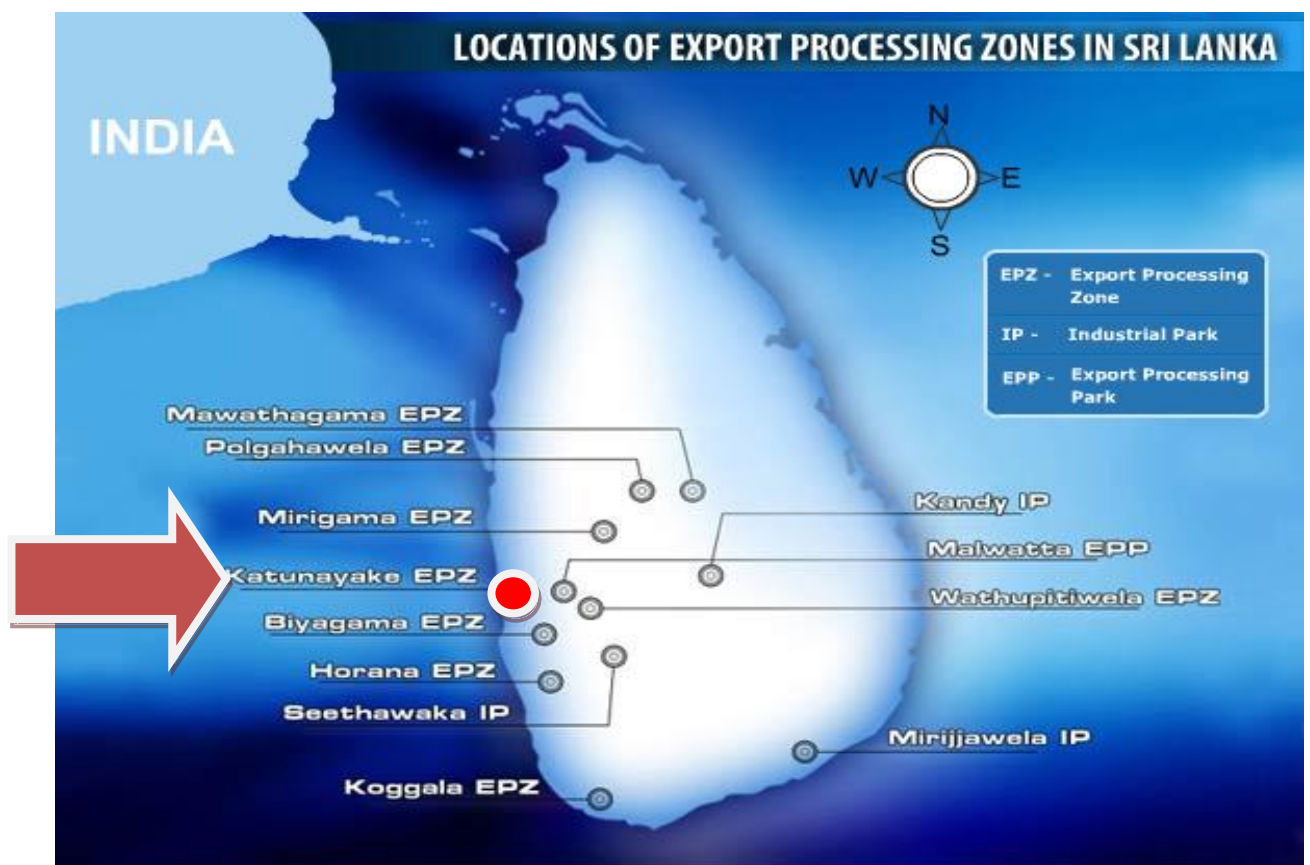 LOCATIONS OF EXPORT PROCESSING ZONES IN SRI LANKA
INDIA
N
W E
S
EPZ - Export Processing
Zone
IP - Industrial Park
EPP - Export Processing
Park
Mawathagama EPZ
Polgahawela EPZ
Mirigama EPZ
Katunayake EPZ
Biyagama EPZ
Horana EPZ
Seethawaka IP
Koggala EPZ
Kandy IP
Malwatta EPP
Wathupitiwela EPZ
Mirijjawela IP